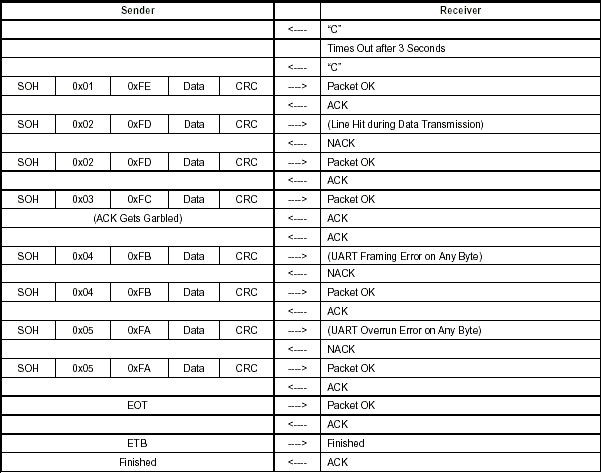 Sender Receiver
<---- “C”
Times Out after 3 Seconds
<---- “C”
SOH 0x01 0xFE Data CRC ----> Packet OK
<---- ACK
SOH 0x02 0xFD Data CRC ----> (Line Hit during Data Transmission)
<---- NACK
SOH 0x02 0xFD Data CRC ----> Packet OK
<---- ACK
SOH 0x03 0xFC Data CRC ----> Packet OK
(ACK Gets Garbled) <---- ACK
<---- ACK
SOH 0x04 0xFB Data CRC ----> (UART Framing Error on Any Byte)
<---- NACK
SOH 0x04 0xFB Data CRC ----> Packet OK
<---- ACK
SOH 0x05 0xFA Data CRC ----> (UART Overrun Error on Any Byte)
<---- NACK
SOH 0x05 0xFA Data CRC ----> Packet OK
<---- ACK
EOT ----> Packet OK
<---- ACK
ETB ----> Finished
Finished <---- ACK